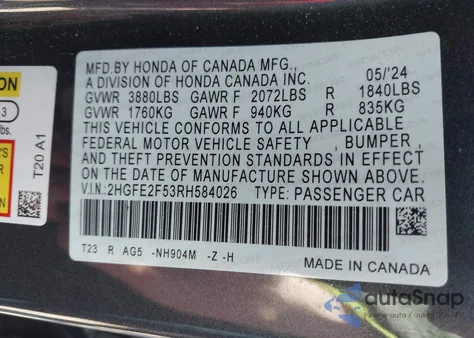 MFD.BY HONDA OF CANADA MFG.,
A DIVISION OF HONDA CANADA INC. 05/'24
GVWR 3880LBS GAWR F 2072LBS R 1840LBS
GVWR 1760KG GAWR F 940KG R 835KG
THIS VEHICLE CONFORMS TO ALL APPLICABLE
FEDERAL MOTOR VEHICLE SAFETY , BUMPER,
AND THEFT PREVENTION STANDARDS IN EFFECT
ON THE DATE OF MANUFACTURE SHOWN ABOVE.
V.I.N:2HGFE2F53RH584026 TYPE: PASSENGER CAR
T23 R AG5 -NH904M -Z -H
MADE IN CANADA
T20 A1
3
lbs.
autoSnap